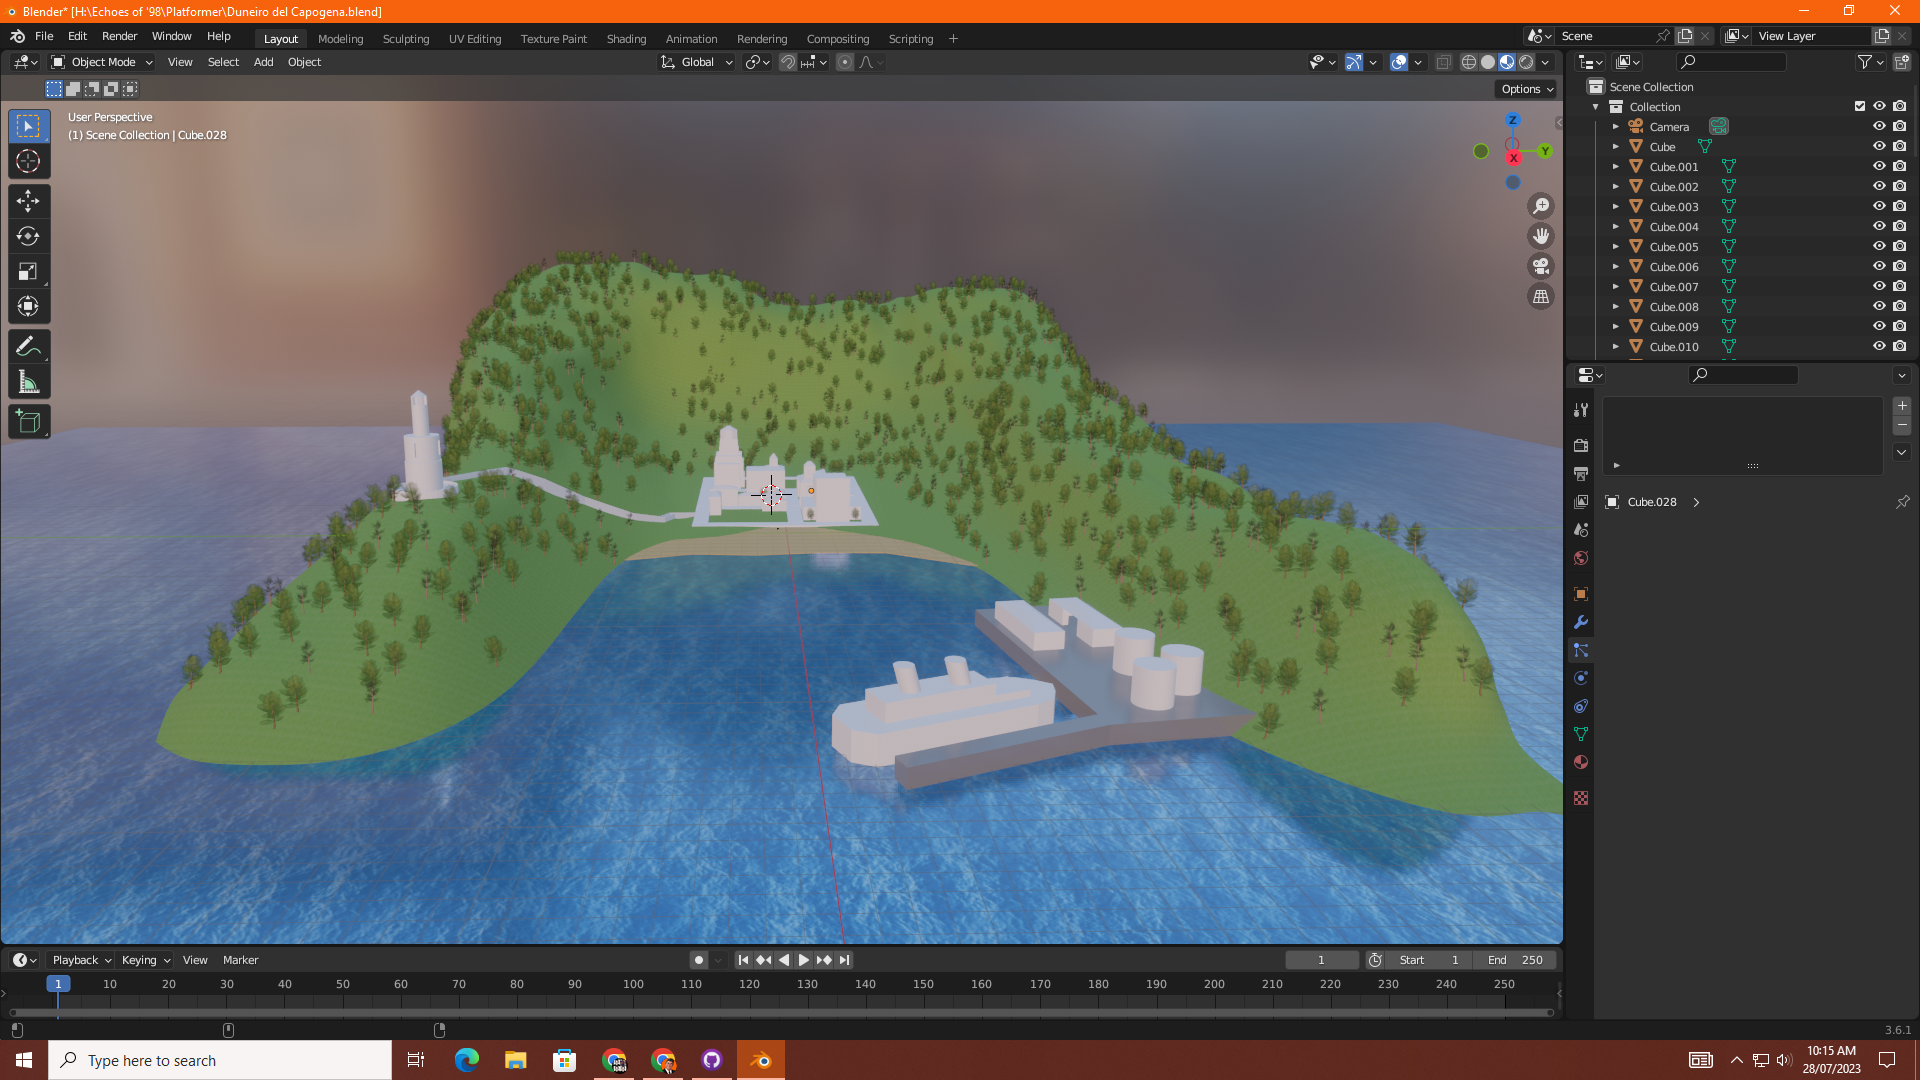 Blender* [H:\Echoes of '98\Platformer\Duneiro del Capogena.blend]
File Edit Render Window Help Layout Modeling Sculpting UV Editing Texture Paint Shading Animation Rendering Compositing Scripting + Scene View Layer
Object Mode View Select Add Object Global
Options
User Perspective
(1) Scene Collection | Cube.028
Z
Y
X
Scene Collection
Collection
Camera
Cube
Cube.001
Cube.002
Cube.003
Cube.004
Cube.005
Cube.006
Cube.007
Cube.008
Cube.009
Cube.010
Cube.028
Playback Keying View Marker 1 Start 1 End 250
1 10 20 30 40 50 60 70 80 90 100 110 120 130 140 150 160 170 180 190 200 210 220 230 240 250
3.6.1
Type here to search
10:15 AM
28/07/2023